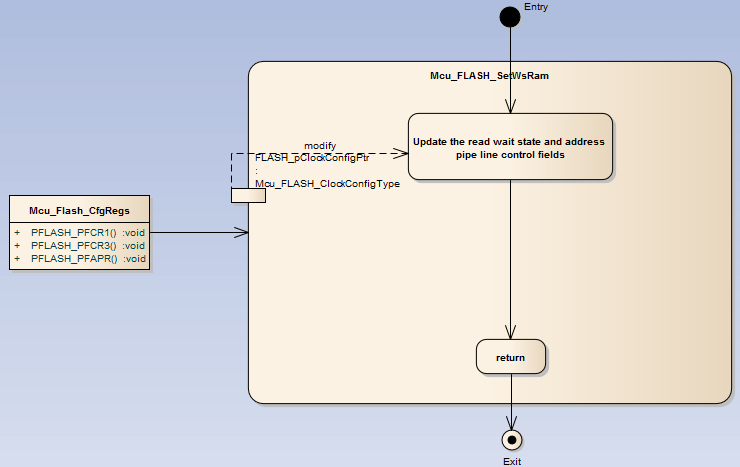 Entry
Mcu_FLASH_SetWsRam
Update the read wait state and address
pipe line control fields
modify
FLASH_pClockConfigPtr
:
Mcu_FLASH_ClockConfigType
Mcu_Flash_CfgRegs
+ PFLASH_PFCR1() :void
+ PFLASH_PFCR3() :void
+ PFLASH_PFAPR() :void
return
Exit